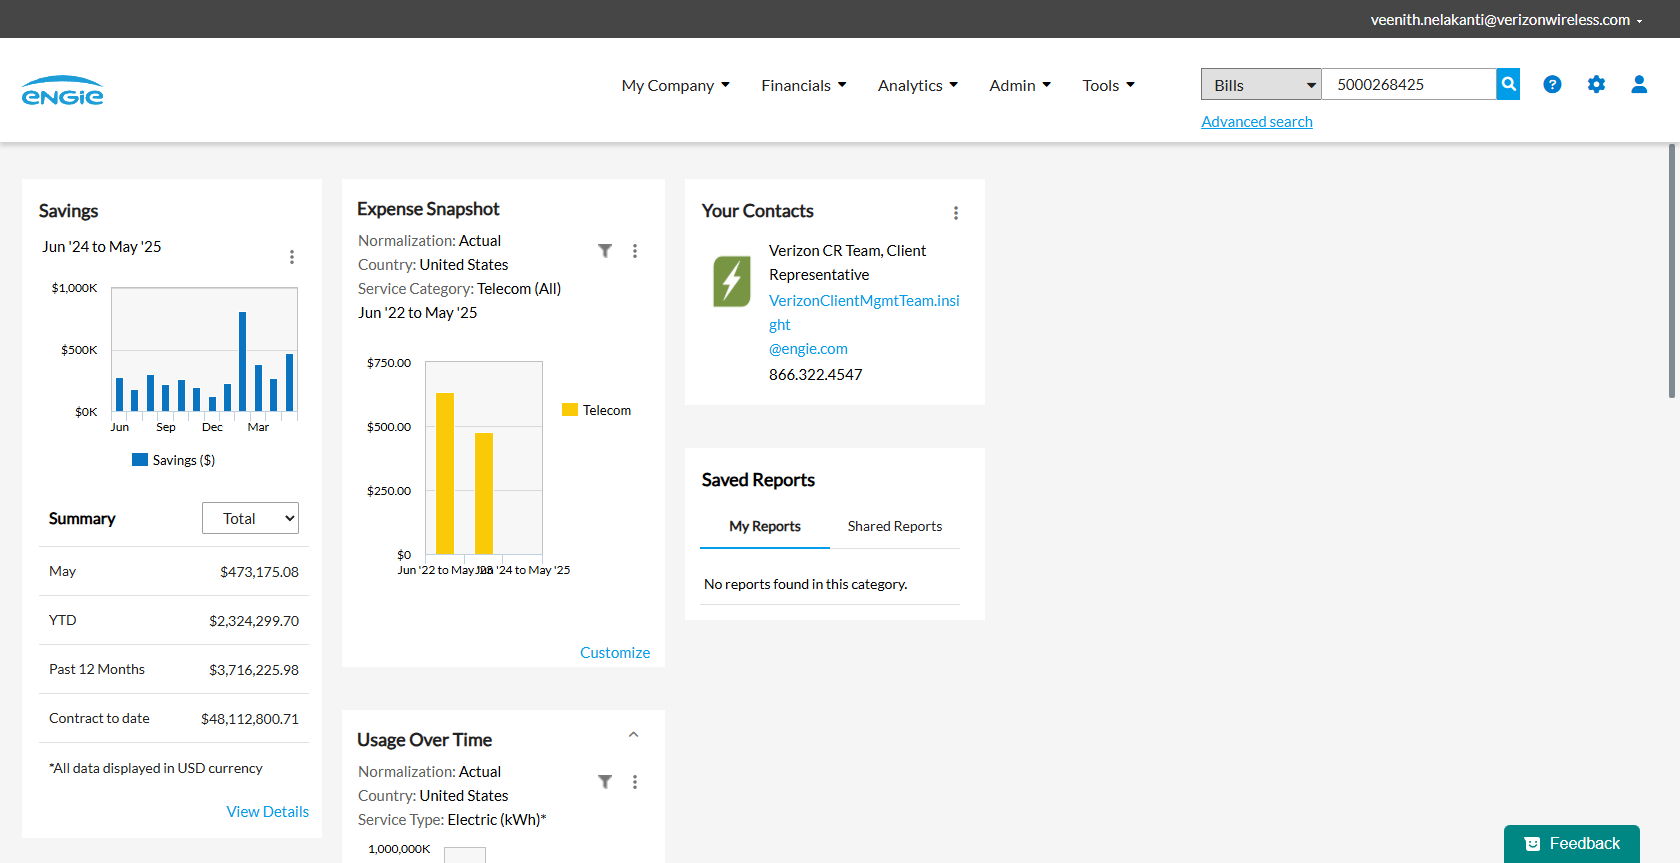 veenith.nelakanti@verizonwireless.com
ENGIE
My Company
Financials
Analytics
Admin
Tools
Bills
5000268425
Advanced search
Savings
Jun '24 to May '25
$1,000K
$500K
$0K
Jun Sep Dec Mar
Savings ($)
Summary
Total
May $473,175.08
YTD $2,324,299.70
Past 12 Months $3,716,225.98
Contract to date $48,112,800.71
*All data displayed in USD currency
View Details
Expense Snapshot
Normalization: Actual
Country: United States
Service Category: Telecom (All)
Jun '22 to May '25
$750.00
$500.00
$250.00
$0
Jun '22 to May '23 Jun '24 to May '25
Telecom
Customize
Usage Over Time
Normalization: Actual
Country: United States
Service Type: Electric (kWh)*
1,000,000K
Your Contacts
Verizon CR Team, Client
Representative
VerizonClientMgmtTeam.insi
ght
@engie.com
866.322.4547
Saved Reports
My Reports
Shared Reports
No reports found in this category.
Feedback